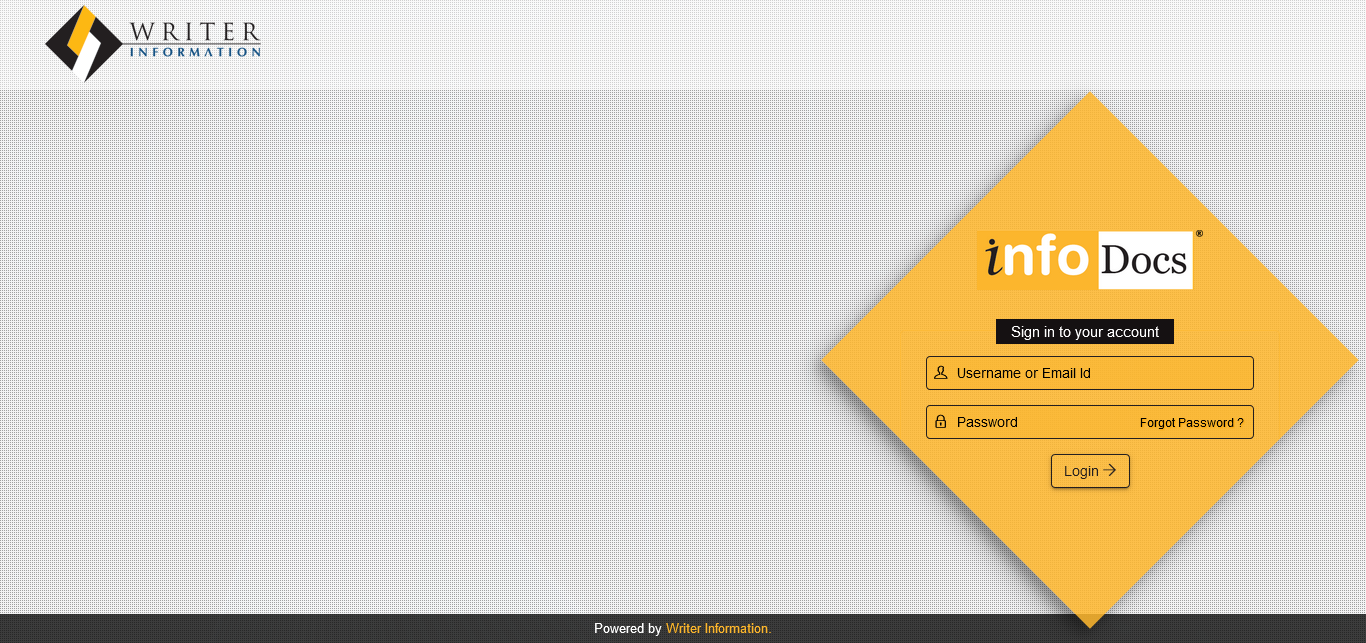 WRITER
INFORMATION
info Docs®
Sign in to your account
Username or Email Id
Password Forgot Password ?
Login
Powered by Writer Information.